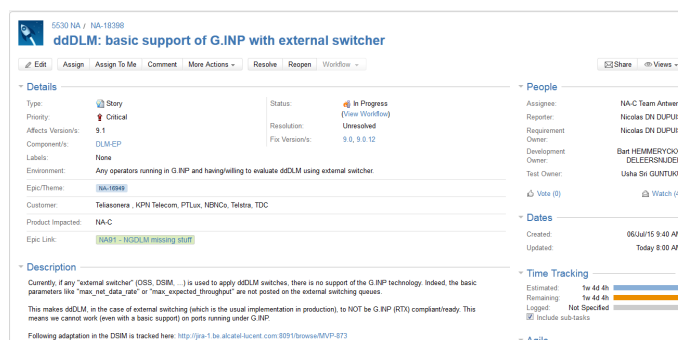 5530 NA / NA-18398
ddDLM: basic support of G.INP with external switcher
Edit Assign Assign To Me Comment More Actions Resolve Reopen Workflow Share Views
Details
Type: Story
Status: In Progress
(View Workflow)
Priority: Critical
Resolution: Unresolved
Affects Version/s: 9.1
Fix Version/s: 9.0, 9.0.12
Component/s: DLM-EP
Labels: None
Environment: Any operators running in G.INP and having/willing to evaluate ddDLM using external switcher.
Epic/Theme: NA-16949
Customer: Teliasonera , KPN Telecom, PTLux, NBNCo, Telstra, TDC
Product Impacted: NA-C
Epic Link: NA91 - NGDLM missing stuff
Description
Currently, if any "external switcher" (OSS, DSIM, ...) is used to apply ddDLM switches, there is no support of the G.INP technology. Indeed, the basic
parameters like "max_net_data_rate" or "max_expected_throughput" are not posted on the external switching queues.
This makes ddDLM, in the case of external switching (which is the usual implementation in production), to NOT be G.INP (RTX) compliant/ready. This
means we cannot work (even with a basic support) on ports running under G.INP.
Following adaptation in the DSIM is tracked here: http://jira-1.be.alcatel-lucent.com:8091/browse/MVP-873
People
Assignee: NA-C Team Antwer
Reporter: Nicolas DN DUPUI
Requirement Owner: Nicolas DN DUPUI
Development Owner: Bart HEMMERYCKX
DELEERSNIJDE
Test Owner: Usha Sri GUNTUK
Vote (0) Watch (4
Dates
Created: 06/Jul/15 9:40 AM
Updated: Today 8:00 AM
Time Tracking
Estimated: 1w 4d 4h
Remaining: 1w 4d 4h
Logged: Not Specified
Include sub-tasks
Agile